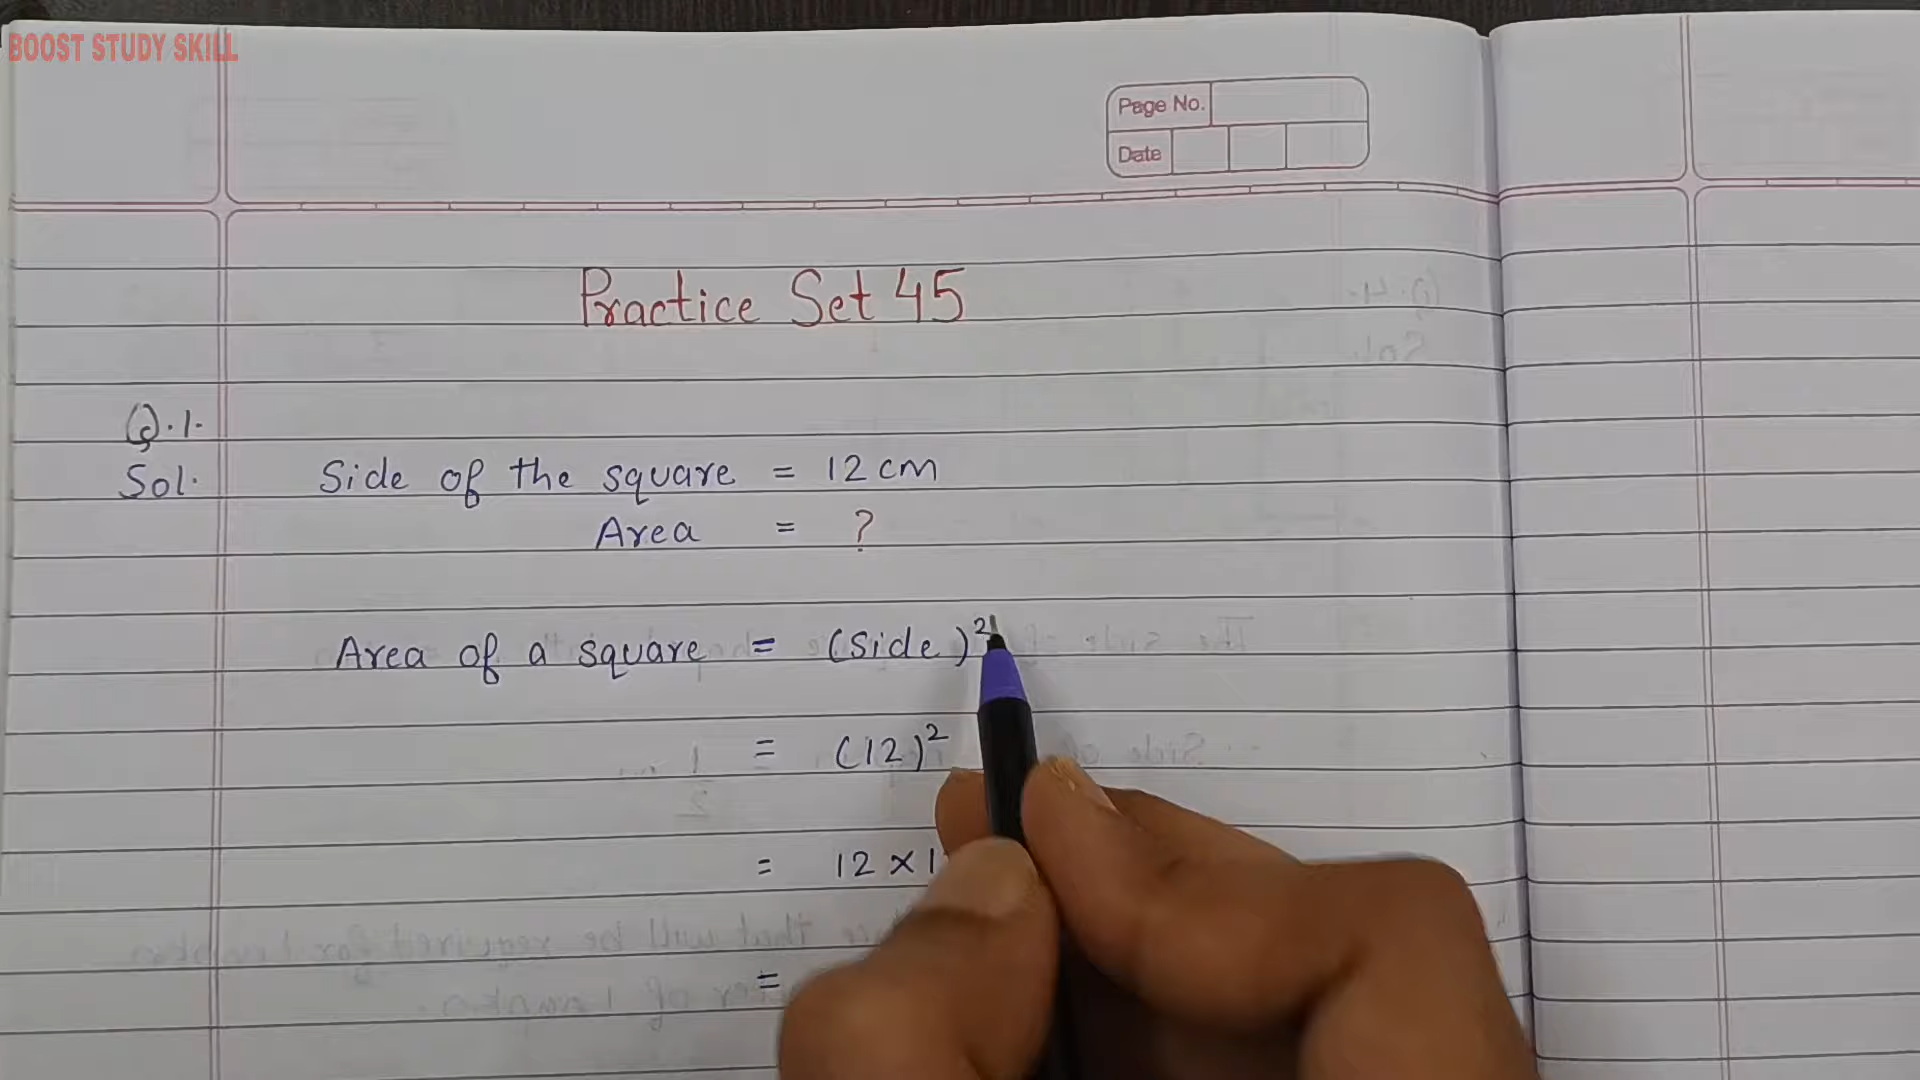 BOOST STUDY SKILL
Page No.
Date
Practice Set 45
Q.1.
Sol. Side of the square = 12 cm
Area = ?
Area of a square = (Side)²
= (12)²
= 12 × 1
=